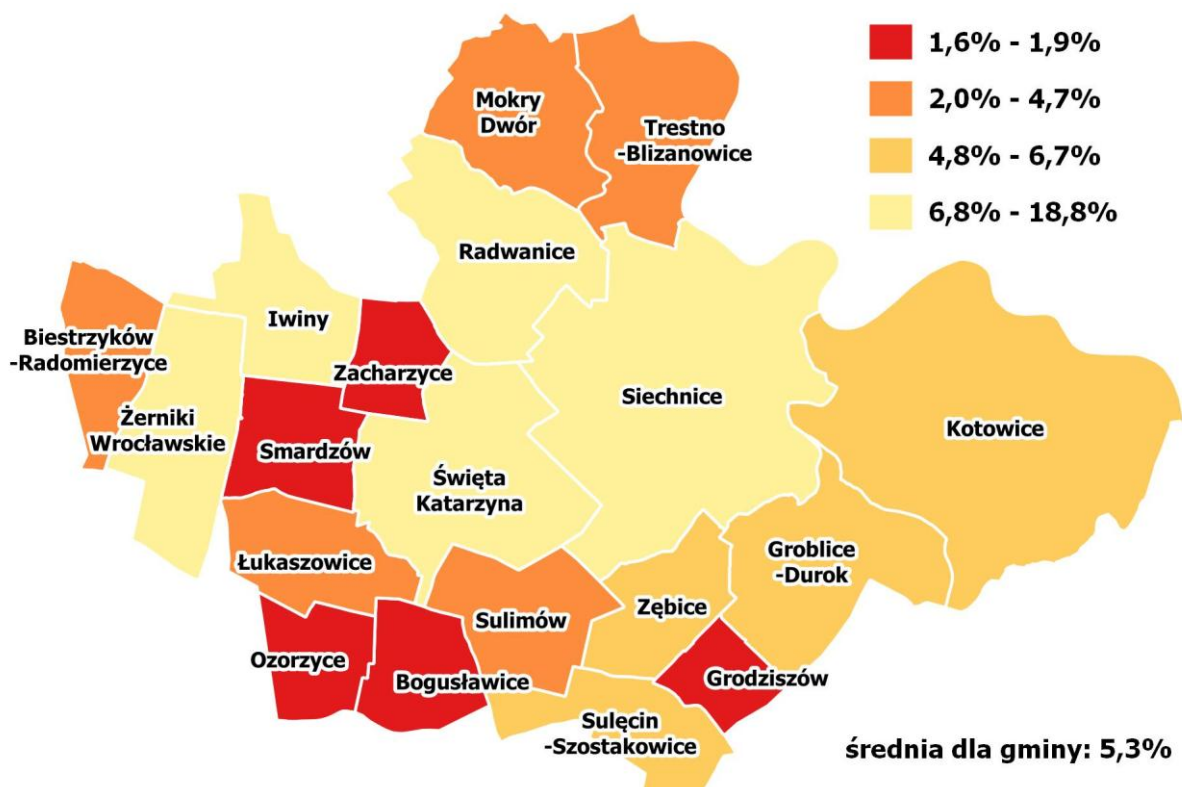 1,6% - 1,9%
2,0% - 4,7%
4,8% - 6,7%
6,8% - 18,8%
Mokry
Dwór
Trestno
-Blizanowice
Radwanice
Iwiny
Biestrzyków
-Radomierzyce
Zacharzyce
Siechnice
Żerniki
Wrocławskie
Smardzów
Kotowice
Święta
Katarzyna
Łukaszowice
Groblice
-Durok
Zębice
Sulimów
Ozorzyce
Bogusławice
Grodziszów
Sulęcin
-Szostakowice
średnia dla gminy: 5,3%